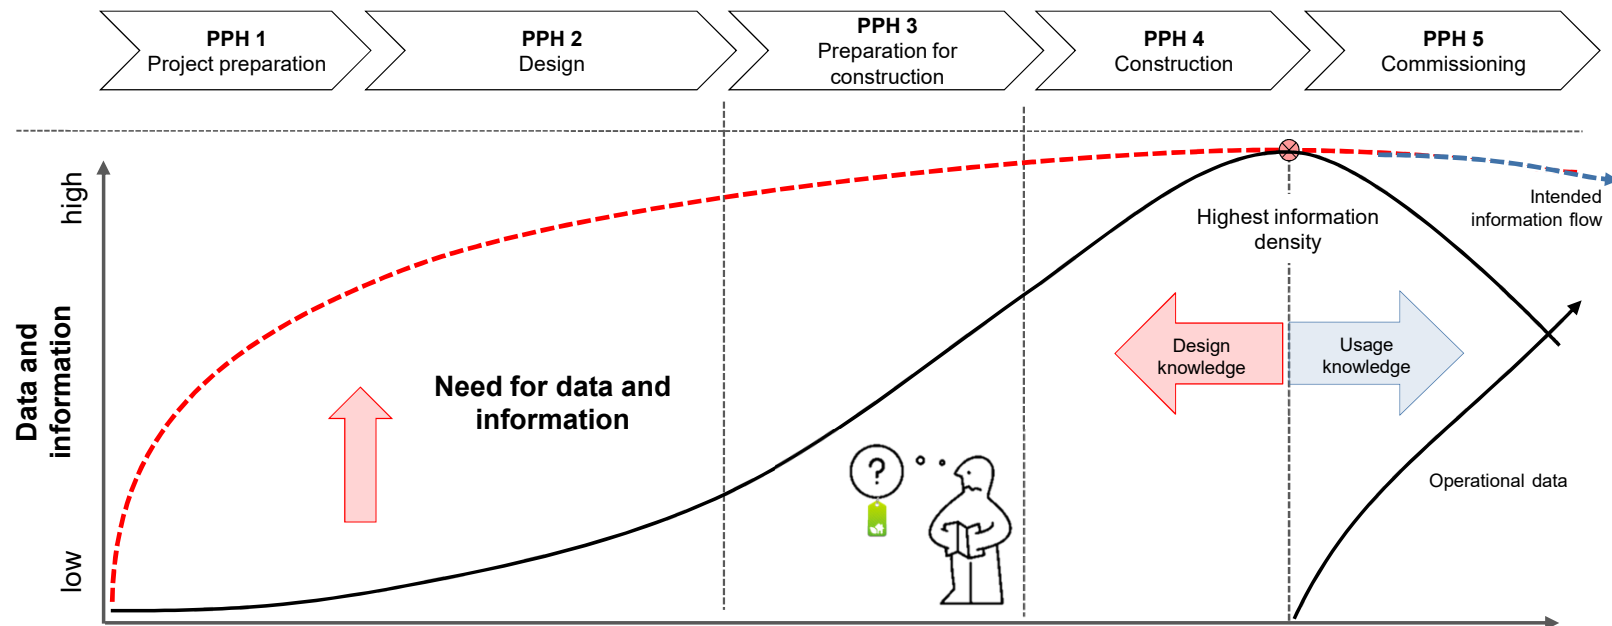 PPH 1
Project preparation
PPH 2
Design
PPH 3
Preparation for
construction
PPH 4
Construction
PPH 5
Commissioning
high
low
Data and
information
Need for data and
information
?
Highest information
density
Design
knowledge
Usage
knowledge
Intended
information flow
Operational data